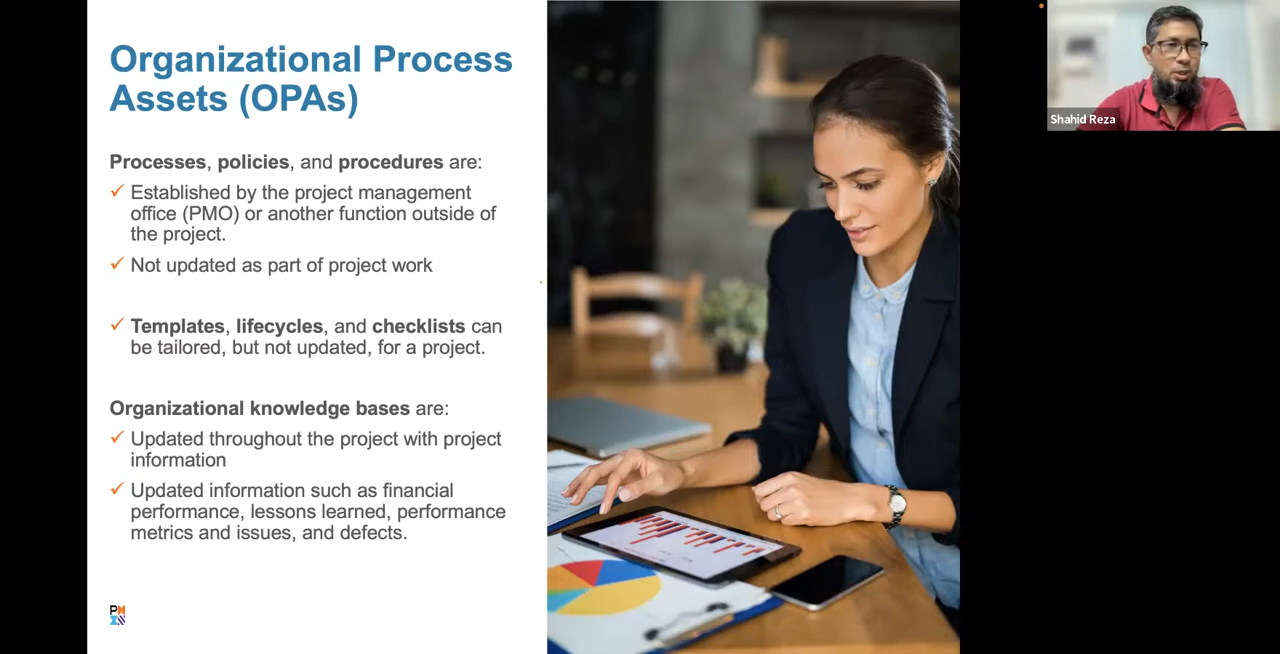 Organizational Process
Assets (OPAs)
Processes, policies, and procedures are:
Established by the project management
office (PMO) or another function outside of
the project.
Not updated as part of project work
Templates, lifecycles, and checklists can
be tailored, but not updated, for a project.
Organizational knowledge bases are:
Updated throughout the project with project
information
Updated information such as financial
performance, lessons learned, performance
metrics and issues, and defects.
Shahid Reza